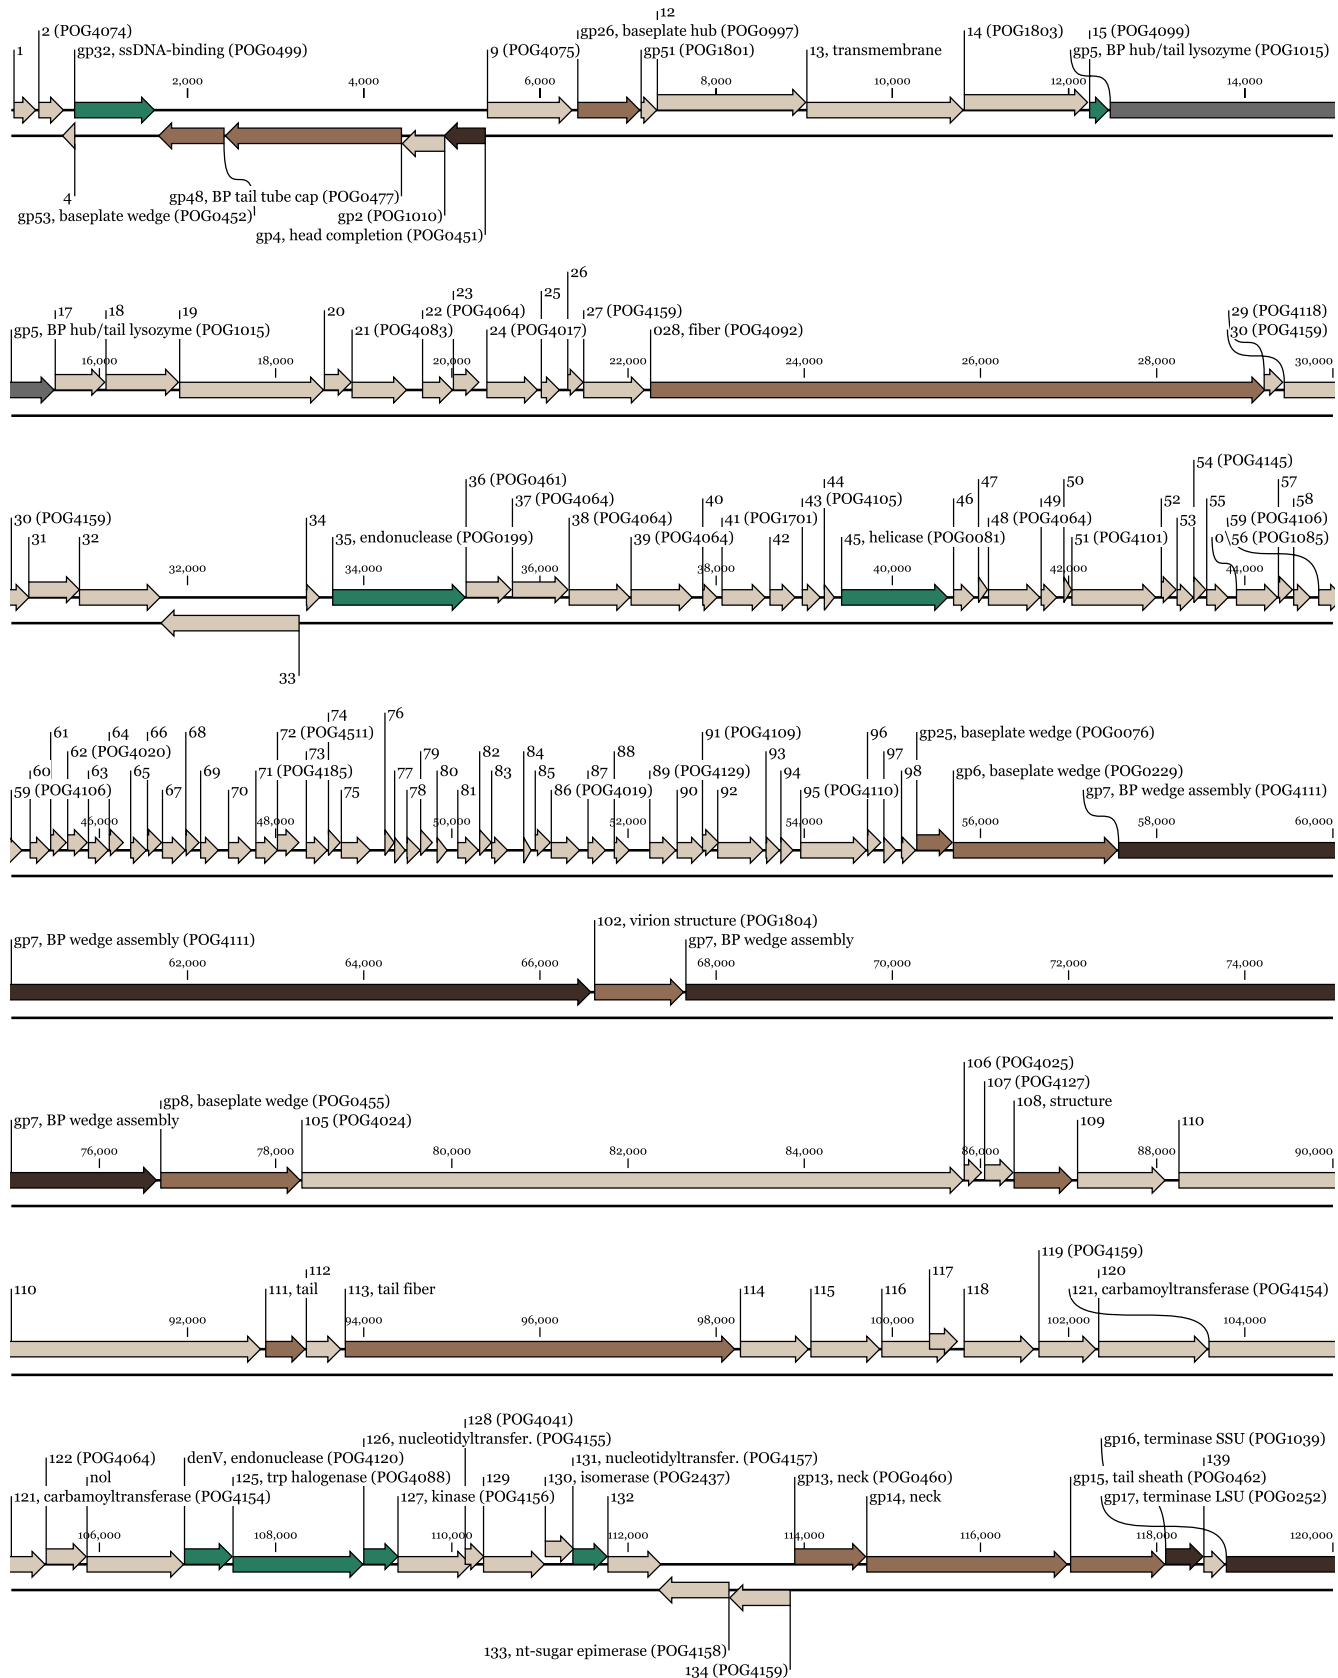 12
2 (POG4074)
gp26, baseplate hub (POG0997)
14 (POG1803)
15 (POG4099)
1
gp32, ssDNA-binding (POG0499)
9 (POG4075)
gp51 (POG1801)
13, transmembrane
gp5, BP hub/tail lysozyme (POG1015)
2,000
4,000
6,000
8,000
10,000
12,000
14,000
4
gp48, BP tail tube cap (POG0477)
gp53, baseplate wedge (POG0452)
gp2 (POG1010)
gp4, head completion (POG0451)
26
23
25
17
18
19
20
22 (POG4064)
27 (POG4159)
29 (POG4118)
gp5, BP hub/tail lysozyme (POG1015)
21 (POG4083)
24 (POG4017)
028, fiber (POG4092)
30 (POG4159)
16,000
18,000
20,000
22,000
24,000
26,000
28,000
30,000
54 (POG4145)
36 (POG0461)
44
47
50
57
37 (POG4064)
40
43 (POG4105)
46
49
52
55
58
30 (POG4159)
34
38 (POG4064)
41 (POG1701)
48 (POG4064)
53
59 (POG4106)
31
32
35, endonuclease (POG0199)
39 (POG4064)
42
45, helicase (POG0081)
51 (POG4101)
56 (POG1085)
32,000
34,000
36,000
38,000
40,000
42,000
44,000
33
74
76
61
64
66
68
72 (POG4511)
91 (POG4109)
96
gp25, baseplate wedge (POG0076)
62 (POG4020)
73
79
82
84
88
93
97
60
63
65
69
71 (POG4185)
77
80
83
85
87
89 (POG4129)
94
98
gp6, baseplate wedge (POG0229)
59 (POG4106)
67
70
75
78
81
86 (POG4019)
90
92
95 (POG4110)
gp7, BP wedge assembly (POG4111)
46,000
48,000
50,000
52,000
54,000
56,000
58,000
60,000
102, virion structure (POG1804)
gp7, BP wedge assembly (POG4111)
gp7, BP wedge assembly
62,000
64,000
66,000
68,000
70,000
72,000
74,000
106 (POG4025)
107 (POG4127)
gp8, baseplate wedge (POG0455)
108, structure
gp7, BP wedge assembly
105 (POG4024)
109
110
76,000
78,000
80,000
82,000
84,000
86,000
88,000
90,000
119 (POG4159)
112
117
120
110
111, tail
113, tail fiber
114
115
116
118
121, carbamoyltransferase (POG4154)
92,000
94,000
96,000
98,000
100,000
102,000
104,000
128 (POG4041)
126, nucleotidyltransfer. (POG4155)
gp16, terminase SSU (POG1039)
122 (POG4064)
denV, endonuclease (POG4120)
131, nucleotidyltransfer. (POG4157)
139
nol
125, trp halogenase (POG4088)
129
130, isomerase (POG2437)
gp13, neck (POG0460)
gp15, tail sheath (POG0462)
121, carbamoyltransferase (POG4154)
127, kinase (POG4156)
132
gp14, neck
gp17, terminase LSU (POG0252)
106,000
108,000
110,000
112,000
114,000
116,000
118,000
120,000
133, nt-sugar epimerase (POG4158)
134 (POG4159)